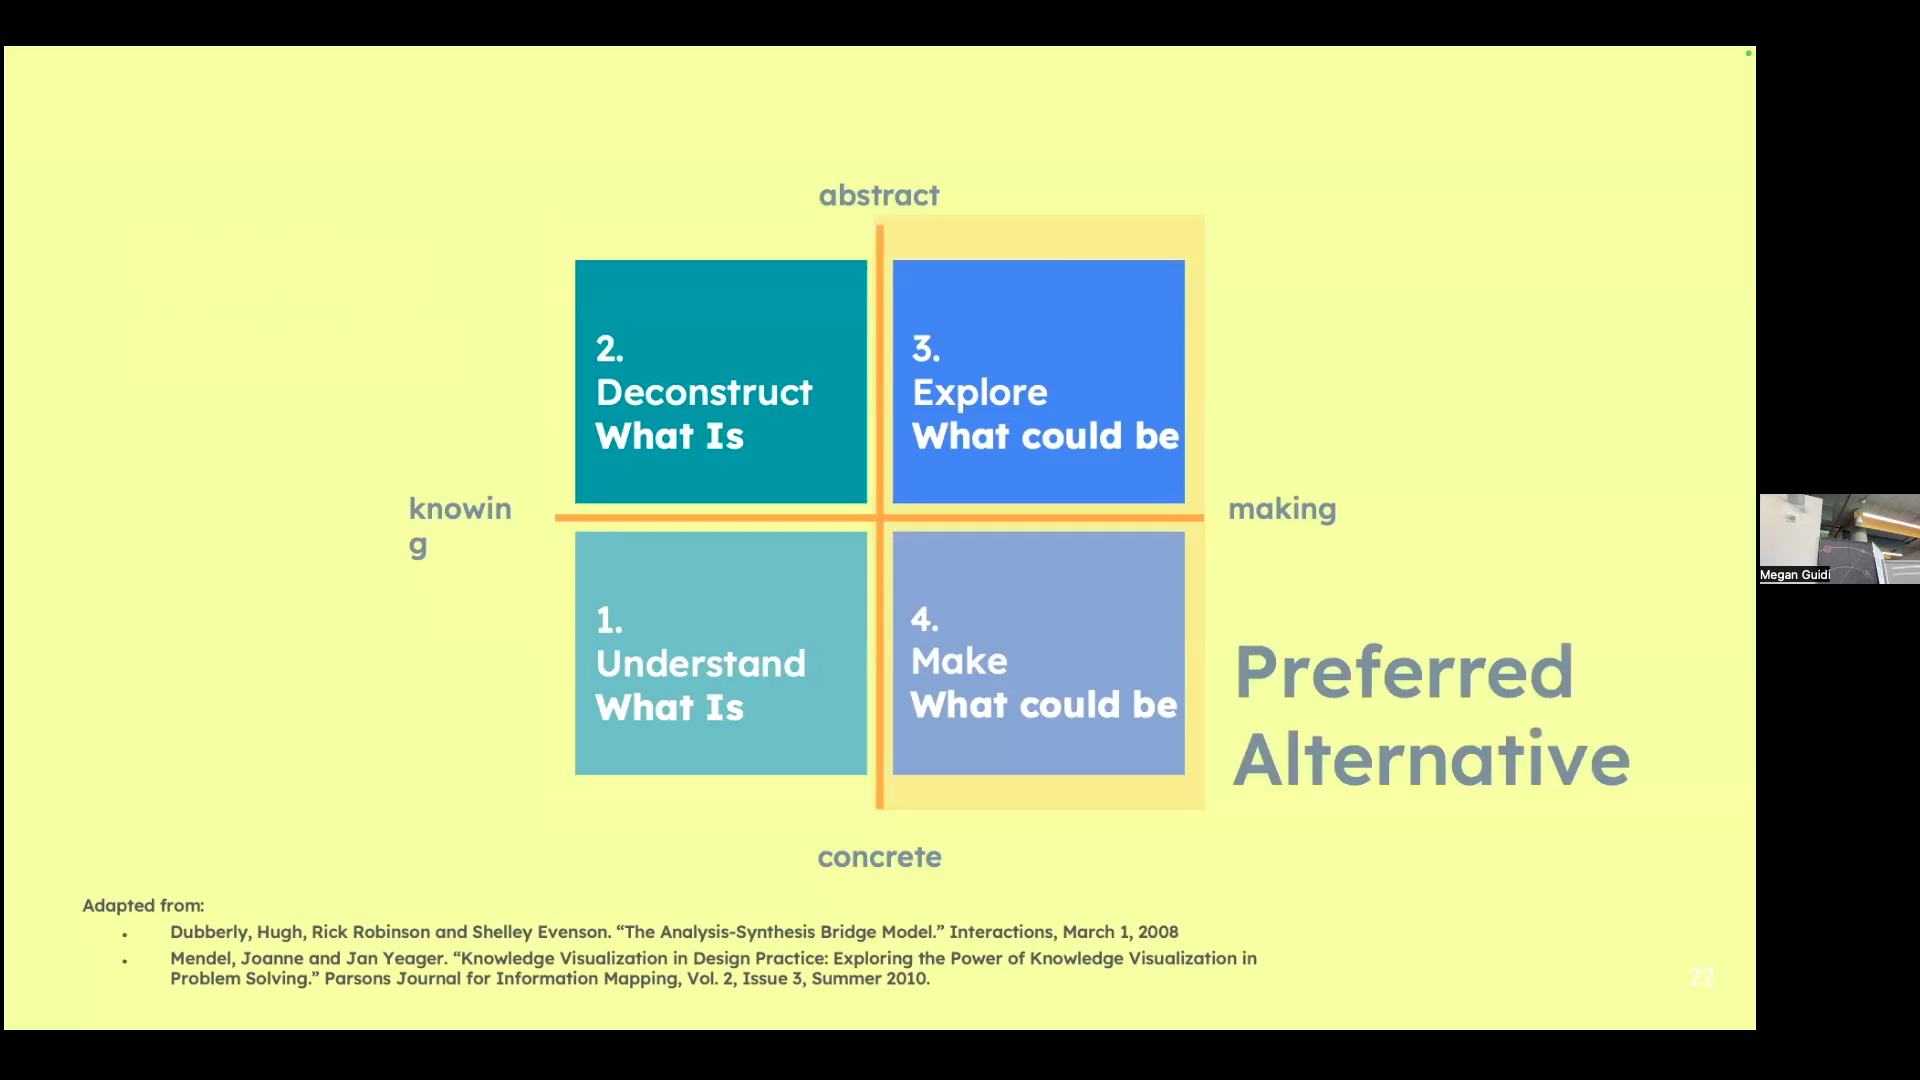 abstract
2.
Deconstruct
What Is
3.
Explore
What could be
knowin
g
making
1.
Understand
What Is
4.
Make
What could be
Preferred
Alternative
concrete
Adapted from:
• Dubberly, Hugh, Rick Robinson and Shelley Evenson. “The Analysis-Synthesis Bridge Model.” Interactions, March 1, 2008
• Mendel, Joanne and Jan Yeager. “Knowledge Visualization in Design Practice: Exploring the Power of Knowledge Visualization in
Problem Solving.” Parsons Journal for Information Mapping, Vol. 2, Issue 3, Summer 2010.
Megan Guidi